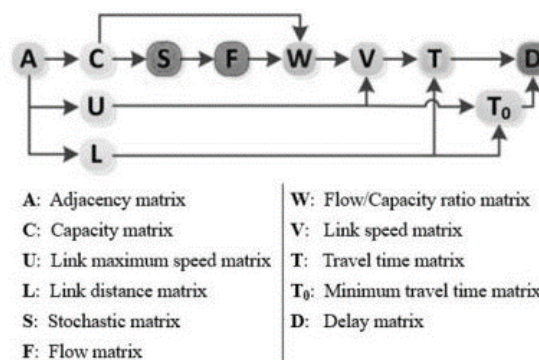 A C S F W V T D
U T₀
L
A: Adjacency matrix
C: Capacity matrix
U: Link maximum speed matrix
L: Link distance matrix
S: Stochastic matrix
F: Flow matrix
W: Flow/Capacity ratio matrix
V: Link speed matrix
T: Travel time matrix
T₀: Minimum travel time matrix
D: Delay matrix